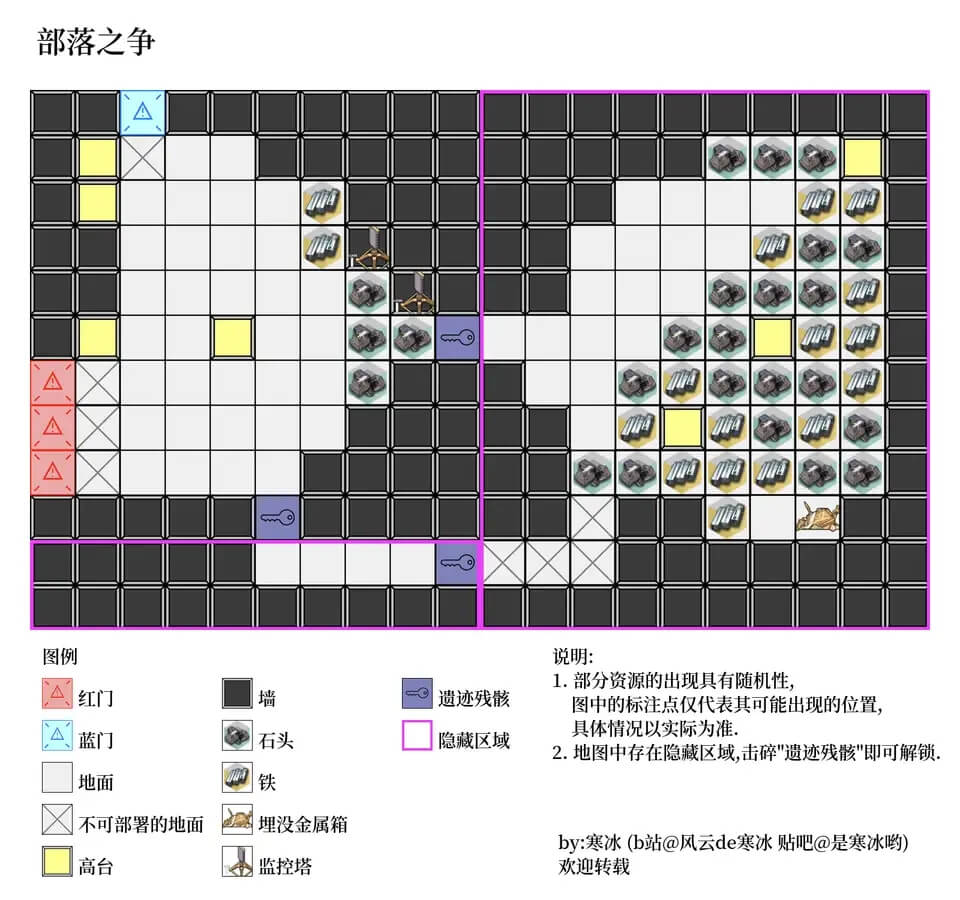 部落之争
图例
红门
蓝门
地面
不可部署的地面
高台
墙
石头
铁
埋没金属箱
监控塔
遗迹残骸
隐藏区域
说明:
1. 部分资源的出现具有随机性,
图中的标注点仅代表其可能出现的位置,
具体情况以实际为准.
2. 地图中存在隐藏区域,击碎"遗迹残骸"即可解锁.
by:寒冰 (b站@风云de寒冰 贴吧@是寒冰哟)
欢迎转载